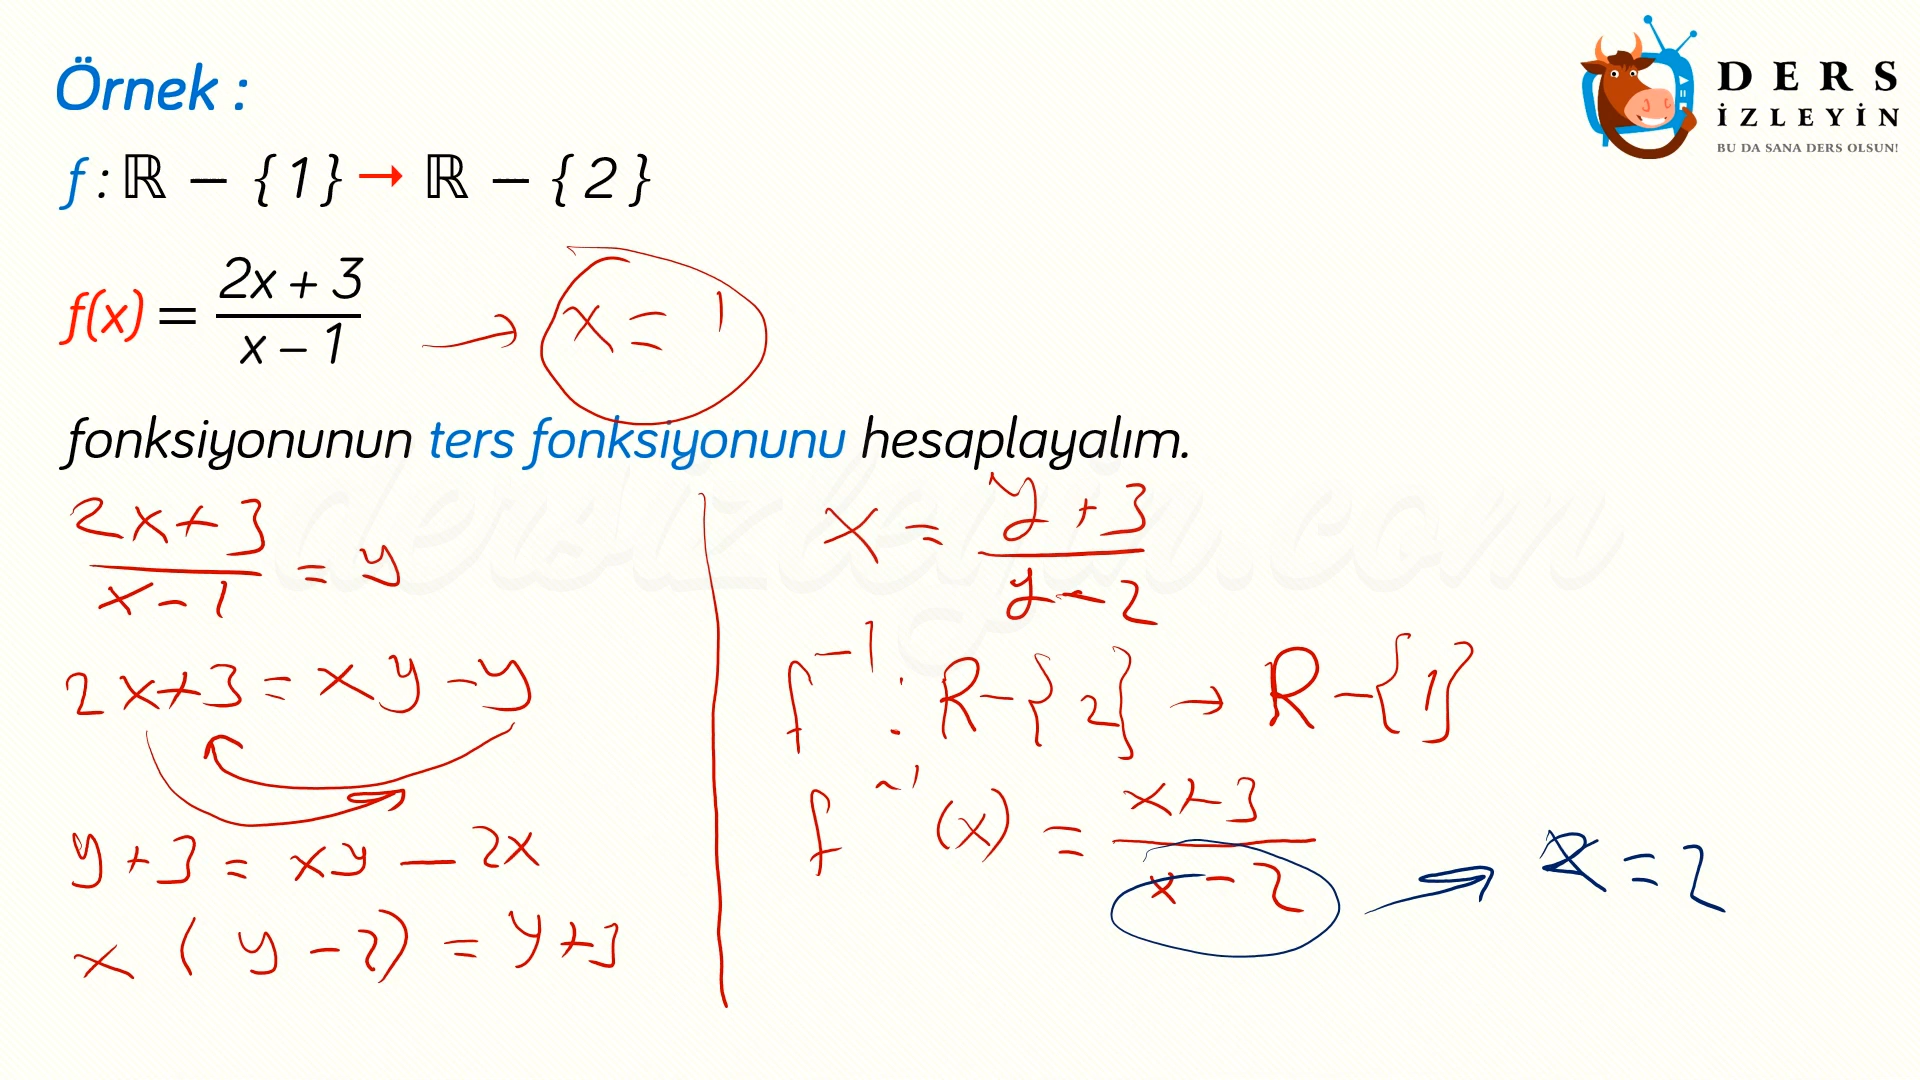 Örnek :
f : ℝ – { 1 } → ℝ – { 2 }
f(x) = (2x + 3)/(x – 1) → x = 1
fonksiyonunun ters fonksiyonunu hesaplayalım.
(2x+3)/(x-1) = y
2x+3 = xy - y
y+3 = xy - 2x
x (y-2) = y+3
x = (y+3)/(y-2)
f⁻¹ : R-{2} → R-{1}
f⁻¹(x) = (x+3)/(x-2) → x = 2
DERS
İZLEYİN
BU DA SANA DERS OLSUN!
dersizleyin.com